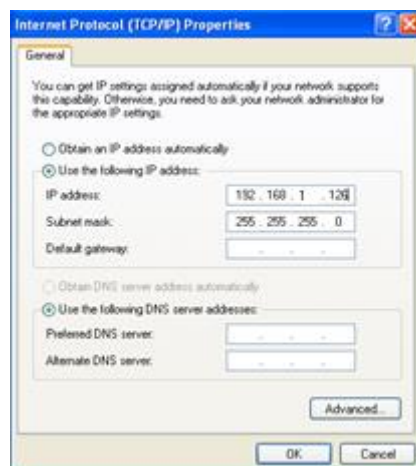 Internet Protocol (TCP/IP) Properties
General
You can get IP settings assigned automatically if your network supports
this capability. Otherwise, you need to ask your network administrator for
the appropriate IP settings.
Obtain an IP address automatically
Use the following IP address:
IP address: 192 . 168 . 1 . 126
Subnet mask: 255 . 255 . 255 . 0
Default gateway: . . .
Obtain DNS server address automatically
Use the following DNS server addresses:
Preferred DNS server: . . .
Alternate DNS server: . . .
Advanced...
OK Cancel